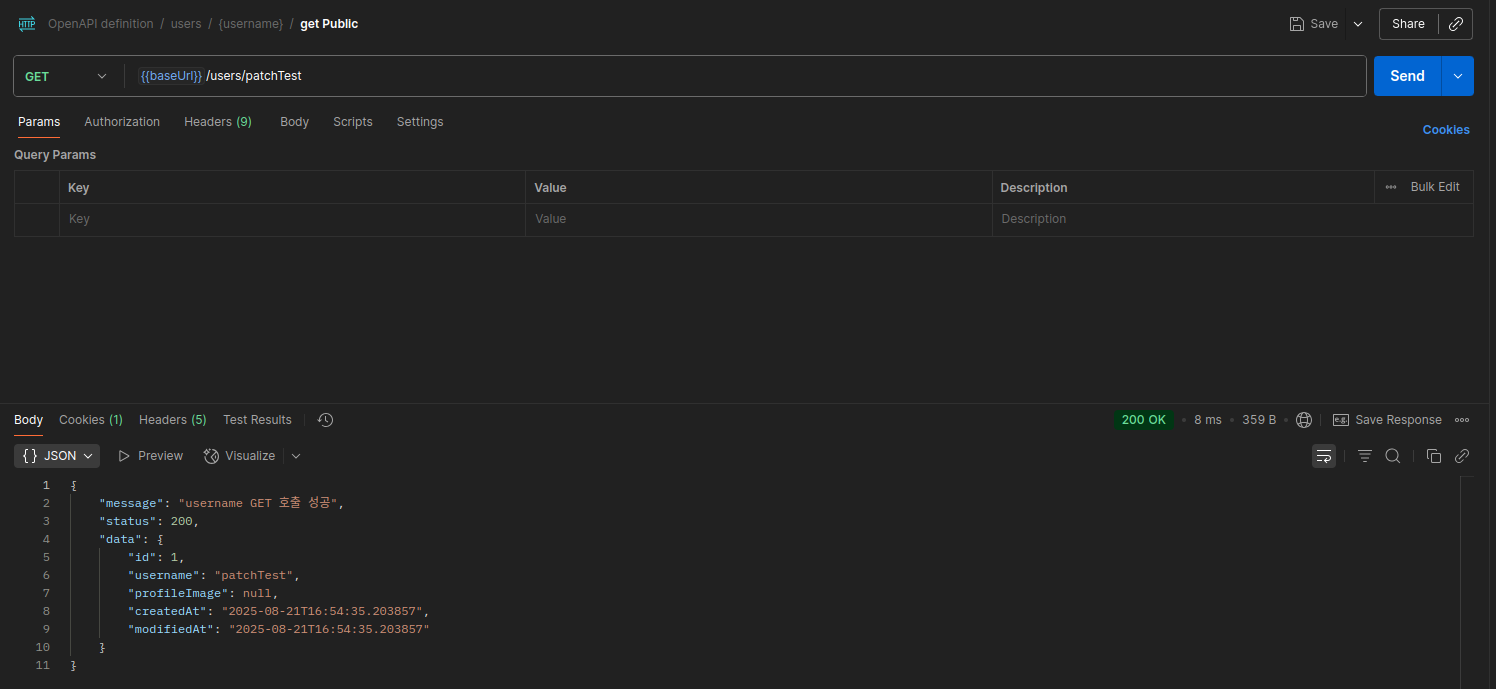 HTTP OpenAPI definition / users / {username} / get Public Save Share
GET {{baseUrl}} /users/patchTest Send
Params Authorization Headers (9) Body Scripts Settings Cookies
Query Params
Key Value Description Bulk Edit
Key Value Description
Body Cookies (1) Headers (5) Test Results 200 OK 8 ms 359 B e.g. Save Response
{} JSON Preview Visualize
1 {
2 "message": "username GET 호출 성공",
3 "status": 200,
4 "data": {
5 "id": 1,
6 "username": "patchTest",
7 "profileImage": null,
8 "createdAt": "2025-08-21T16:54:35.203857",
9 "modifiedAt": "2025-08-21T16:54:35.203857"
10 }
11 }